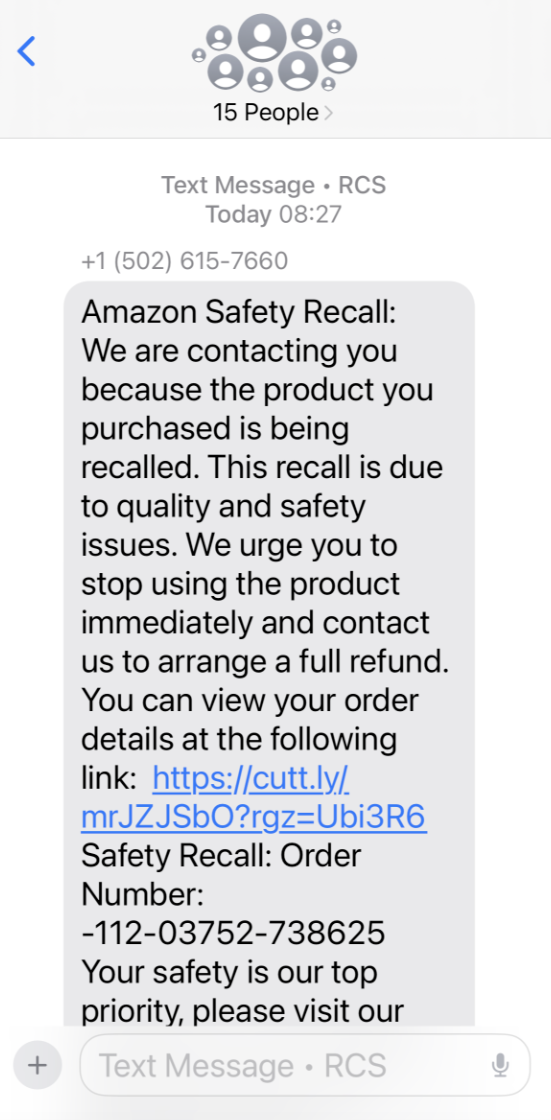 15 People
Text Message • RCS
Today 08:27
+1 (502) 615-7660
Amazon Safety Recall:
We are contacting you
because the product you
purchased is being
recalled. This recall is due
to quality and safety
issues. We urge you to
stop using the product
immediately and contact
us to arrange a full refund.
You can view your order
details at the following
link: https://cutt.ly/
mrJZJSbO?rgz=Ubi3R6
Safety Recall: Order
Number:
-112-03752-738625
Your safety is our top
priority, please visit our
Text Message • RCS